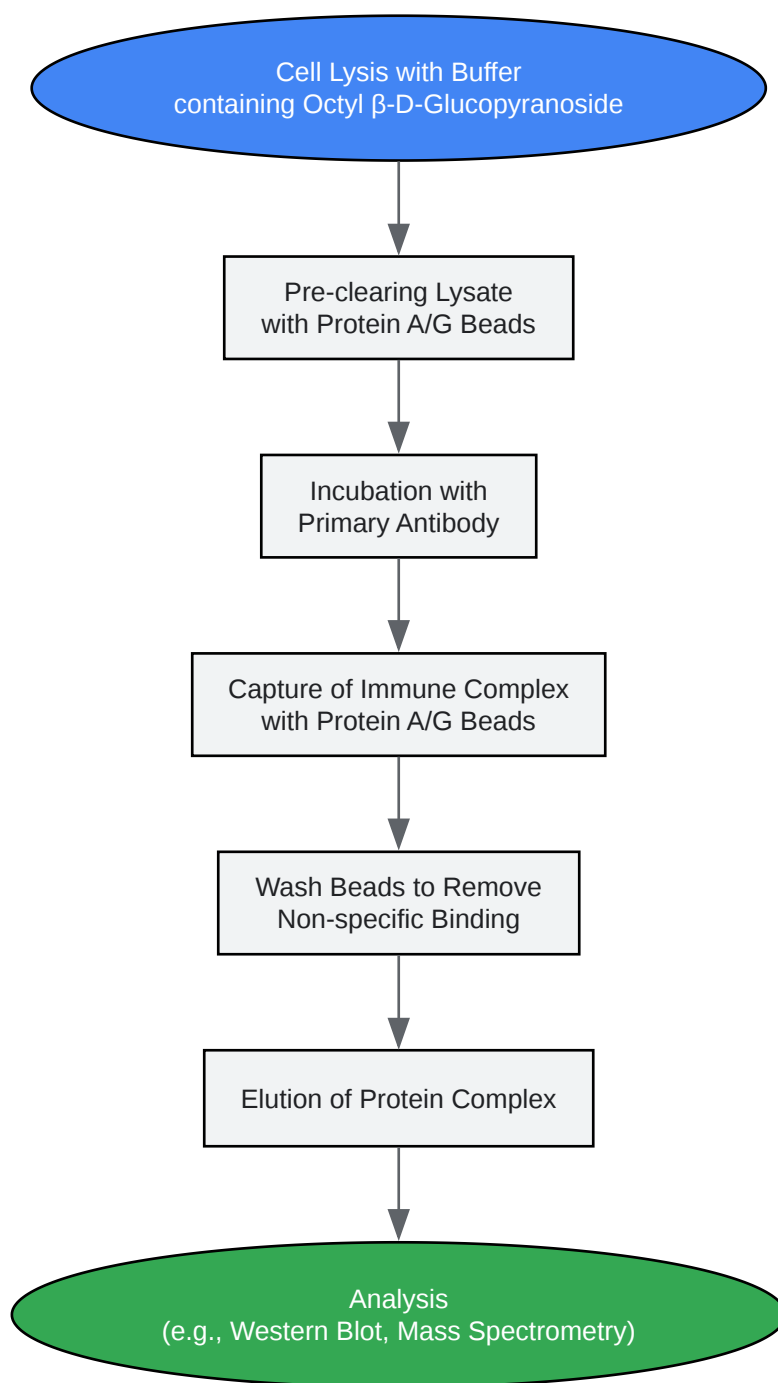 Cell Lysis with Buffer
containing Octyl β-D-Glucopyranoside
Pre-clearing Lysate
with Protein A/G Beads
Incubation with
Primary Antibody
Capture of Immune Complex
with Protein A/G Beads
Wash Beads to Remove
Non-specific Binding
Elution of Protein Complex
Analysis
(e.g., Western Blot, Mass Spectrometry)